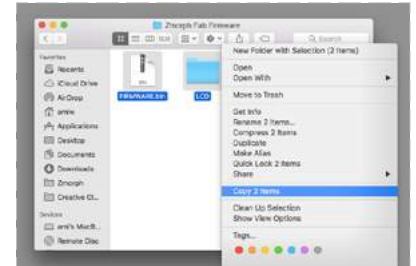 Zmorph Fab Firmware
Search
Favorites
Recents
iCloud Drive
AirDrop
Applications
Desktop
Documents
Downloads
Zmorph
Creative Cl...
Devices
Remote Disc
FIRMWARE.bin
LCD
New Folder with Selection (2 Items)
Open
Open With
Move to Trash
Get Info
Rename 2 Items...
Compress 2 Items
Duplicate
Make Alias
Quick Look 2 Items
Share
Copy 2 Items
Clean Up Selection
Show View Options
Tags...